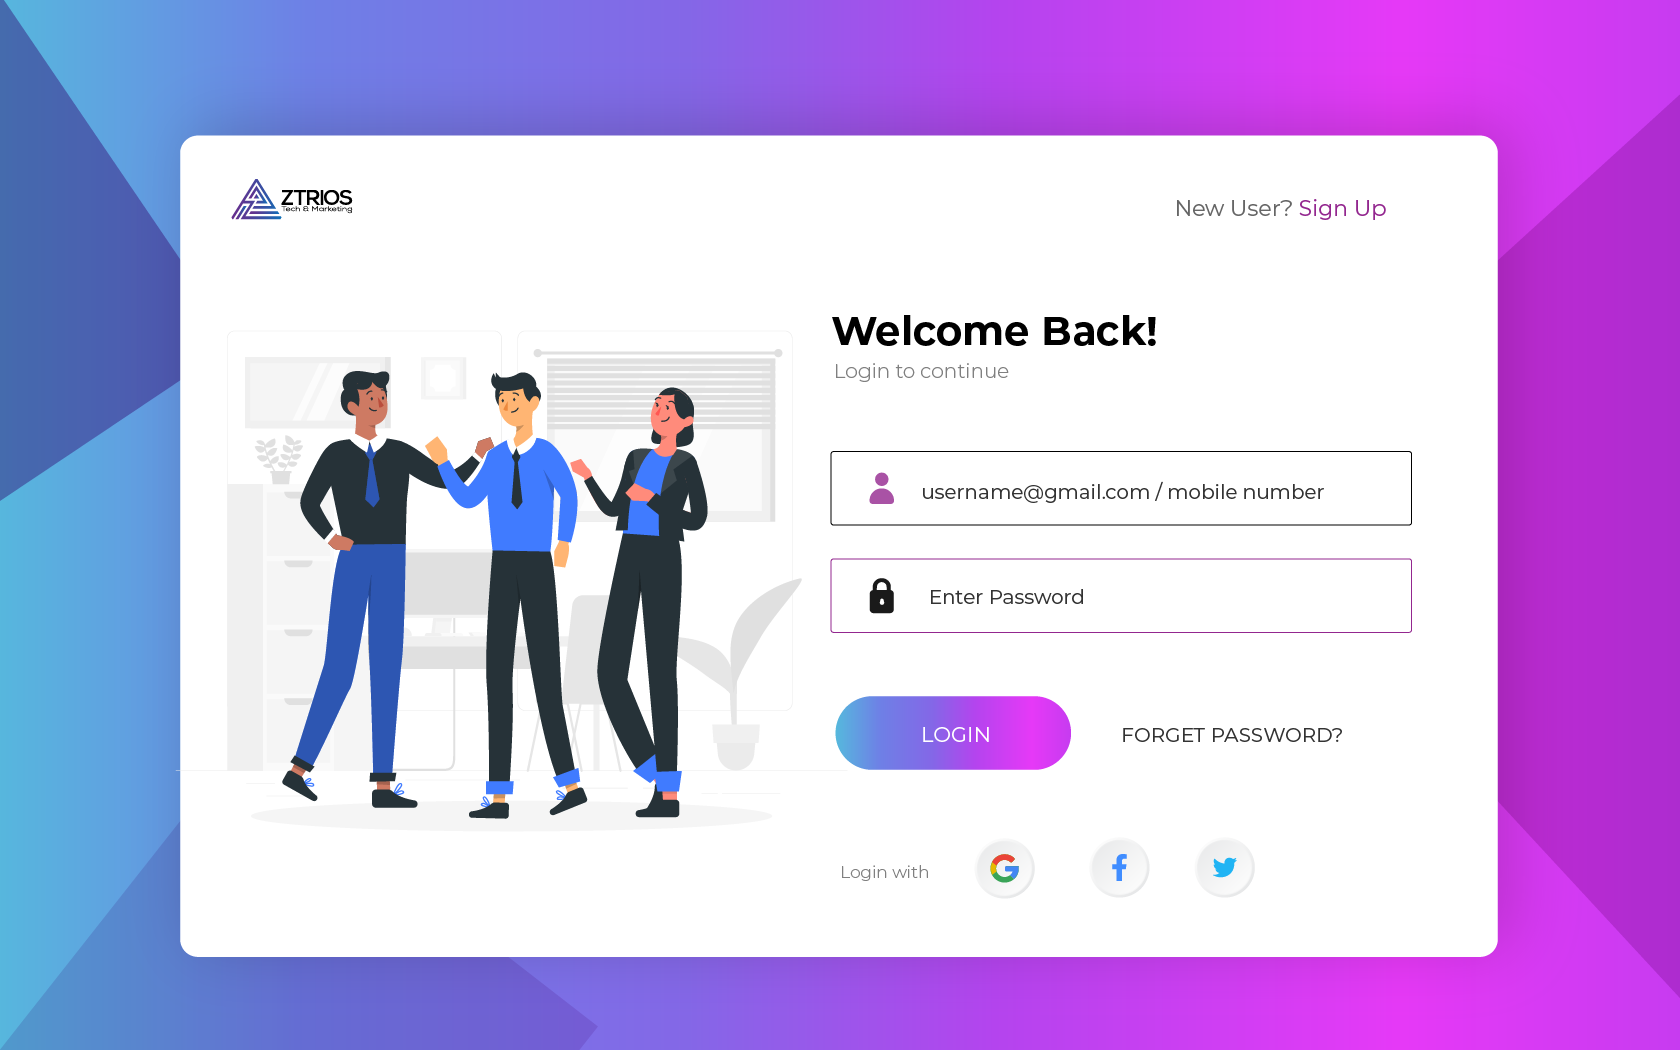 ZTRIOS
Tech & Marketing
New User? Sign Up
Welcome Back!
Login to continue
username@gmail.com / mobile number
Enter Password
LOGIN
FORGET PASSWORD?
Login with